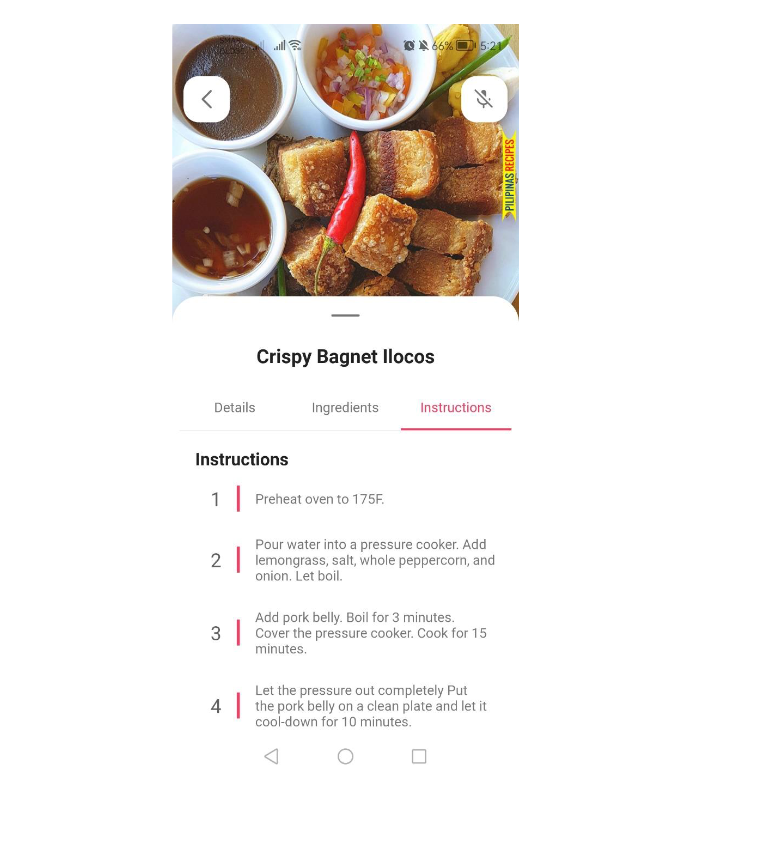 66% 5:21
PILIPINAS RECIPES
Crispy Bagnet Ilocos
Details Ingredients Instructions
Instructions
1 Preheat oven to 175F.
2 Pour water into a pressure cooker. Add
lemongrass, salt, whole peppercorn, and
onion. Let boil.
3 Add pork belly. Boil for 3 minutes.
Cover the pressure cooker. Cook for 15
minutes.
4 Let the pressure out completely Put
the pork belly on a clean plate and let it
cool-down for 10 minutes.